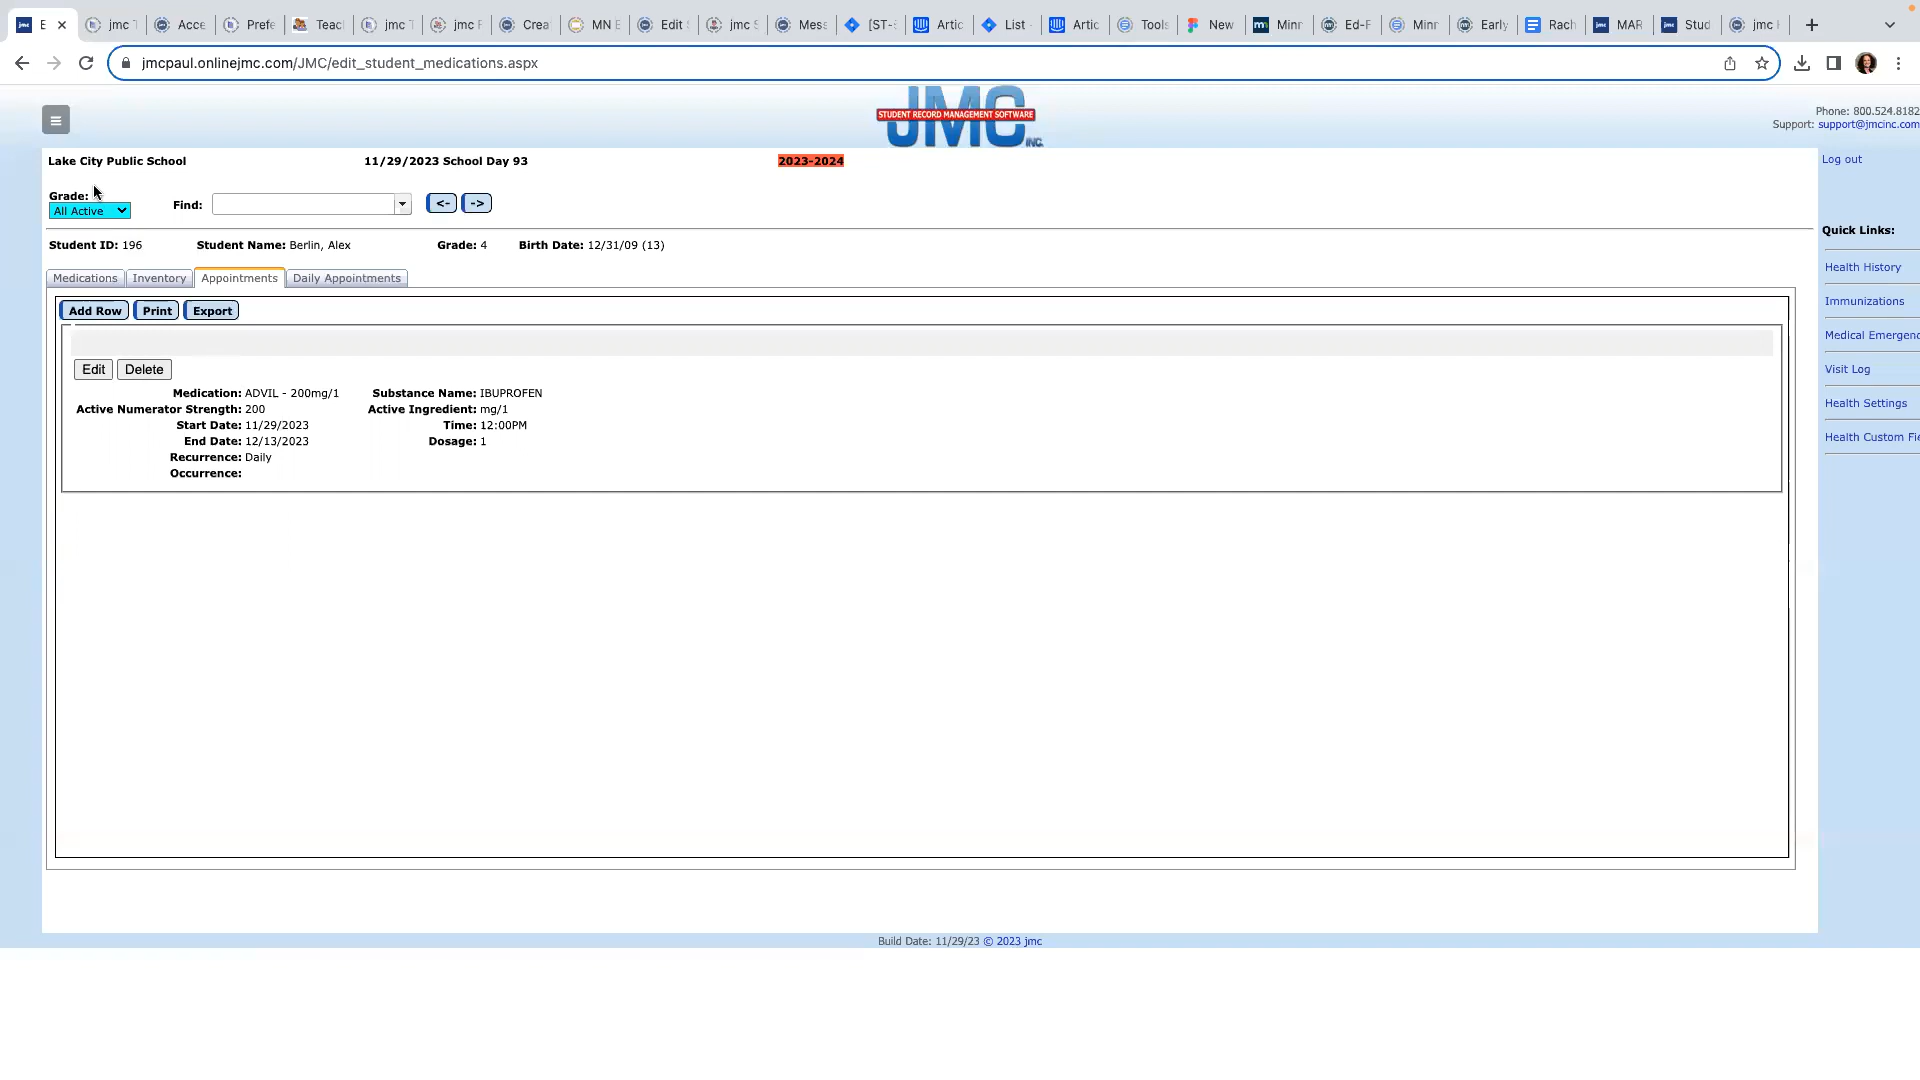 E
jmc T
Acce
Prefe
Teac
jmc T
jmc F
Crea
MN E
Edit S
jmc S
Mess
[ST-
Artic
List -
Artic
Tools
New
Minr
Ed-F
Minr
Early
Rach
MAR
Stud
jmc
jmcpaul.onlinejmc.com/JMC/edit_student_medications.aspx
JMC INC.
STUDENT RECORD MANAGEMENT SOFTWARE
Phone: 800.524.8182
Support: support@jmcinc.com
Lake City Public School 11/29/2023 School Day 93 2023-2024
Log out
Grade:
All Active
Find: <- ->
Student ID: 196 Student Name: Berlin, Alex Grade: 4 Birth Date: 12/31/09 (13)
Medications Inventory Appointments Daily Appointments
Add Row Print Export
Edit Delete
Medication: ADVIL - 200mg/1 Substance Name: IBUPROFEN
Active Numerator Strength: 200 Active Ingredient: mg/1
Start Date: 11/29/2023 Time: 12:00PM
End Date: 12/13/2023 Dosage: 1
Recurrence: Daily
Occurrence:
Quick Links:
Health History
Immunizations
Medical Emergenc
Visit Log
Health Settings
Health Custom Fie
Build Date: 11/29/23 © 2023 jmc